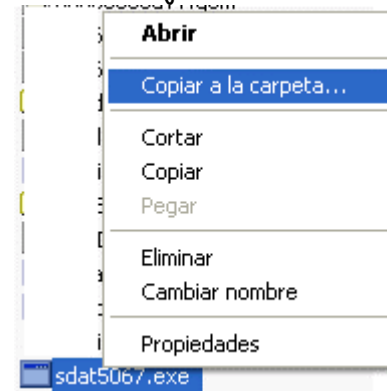 Abrir
Copiar a la carpeta...
Cortar
Copiar
Pegar
Eliminar
Cambiar nombre
Propiedades
sdat5067.exe